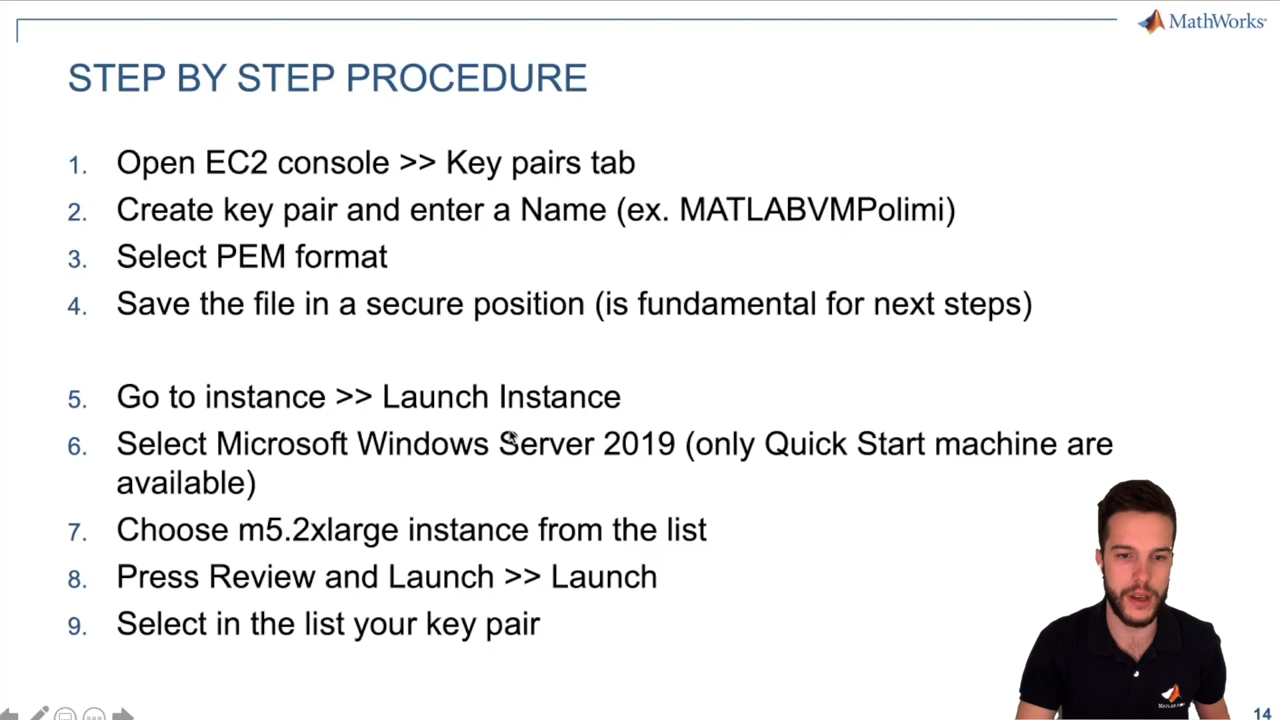 MathWorks
STEP BY STEP PROCEDURE
1. Open EC2 console >> Key pairs tab
2. Create key pair and enter a Name (ex. MATLABVMPolimi)
3. Select PEM format
4. Save the file in a secure position (is fundamental for next steps)
5. Go to instance >> Launch Instance
6. Select Microsoft Windows Server 2019 (only Quick Start machine are
available)
7. Choose m5.2xlarge instance from the list
8. Press Review and Launch >> Launch
9. Select in the list your key pair
14